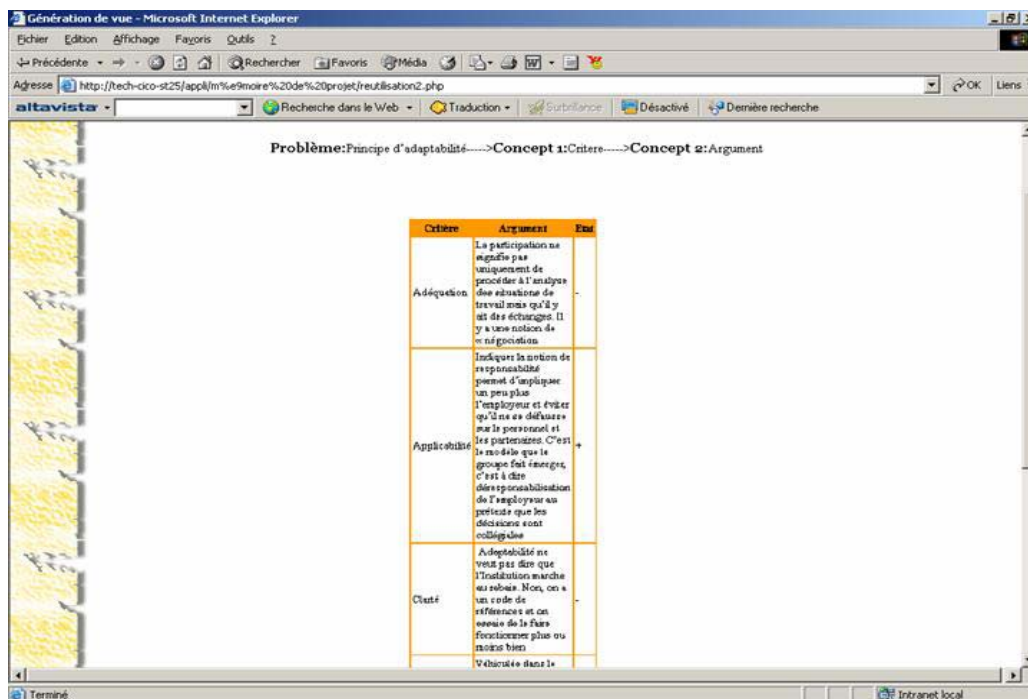 Génération de vue - Microsoft Internet Explorer
Fichier Edition Affichage Favoris Outils ?
Précédente Rechercher Favoris Média
Adresse http://tech-cico-st25/appli/m%e9moire%20de%20projet/reutilisation2.php OK Liens
altavista Recherche dans le Web Traduction Surbrillance Désactivé Dernière recherche
Problème:Principe d'adaptabilité----->Concept 1:Critere----->Concept 2:Argument
Critère Argument Etat
La participation ne
signifie pas
uniquement de
procéder à l'analyse
Adéquation des situations de -
travail mais qu'il y
ait des échanges. Il
y a une notion de
« négociation
Indiquer la notion de
responsabilité
permet d'impliquer
un peu plus
l'employeur et éviter
qu'il ne se défausse
sur le personnel et
Applicabilité les partenaires. C'est +
le modèle que le
groupe fait émerger,
c'est à dire
déresponsabilisation
de l'employeur au
prétexte que les
décisions sont
collégiales
Adaptabilité ne
veut pas dire que
l'Institution marche
au rabais. Non, on a
Clarté un code de -
références et on
essaie de le faire
fonctionner plus ou
moins bien
Véhiculée dans le
Terminé Intranet local